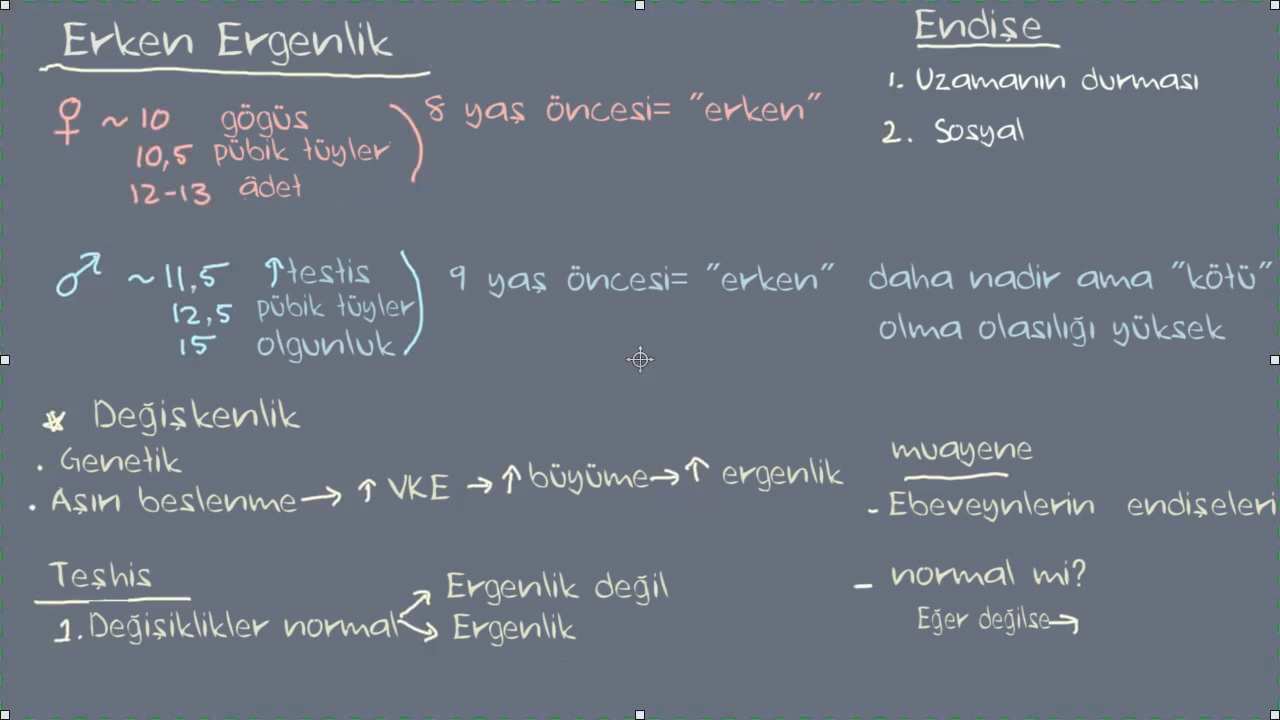 Erken Ergenlik
♀ ~ 10 gögüs
10,5 pübik tüyler
12-13 âdet
8 yaş öncesi= "erken"
Endişe
1. Uzamanın durması
2. Sosyal
♂ ~ 11,5 ↑testis
12,5 pübik tüyler
15 olgunluk
9 yaş öncesi= "erken"
daha nadir ama "kötü"
olma olasılığı yüksek
* Değişkenlik
. Genetik
. Aşırı beslenme → ↑ VKE → ↑ büyüme → ↑ ergenlik
muayene
- Ebeveynlerin endişeleri
- normal mi?
Eğer değilse →
Teşhis
1. Değişiklikler normal
Ergenlik değil
Ergenlik